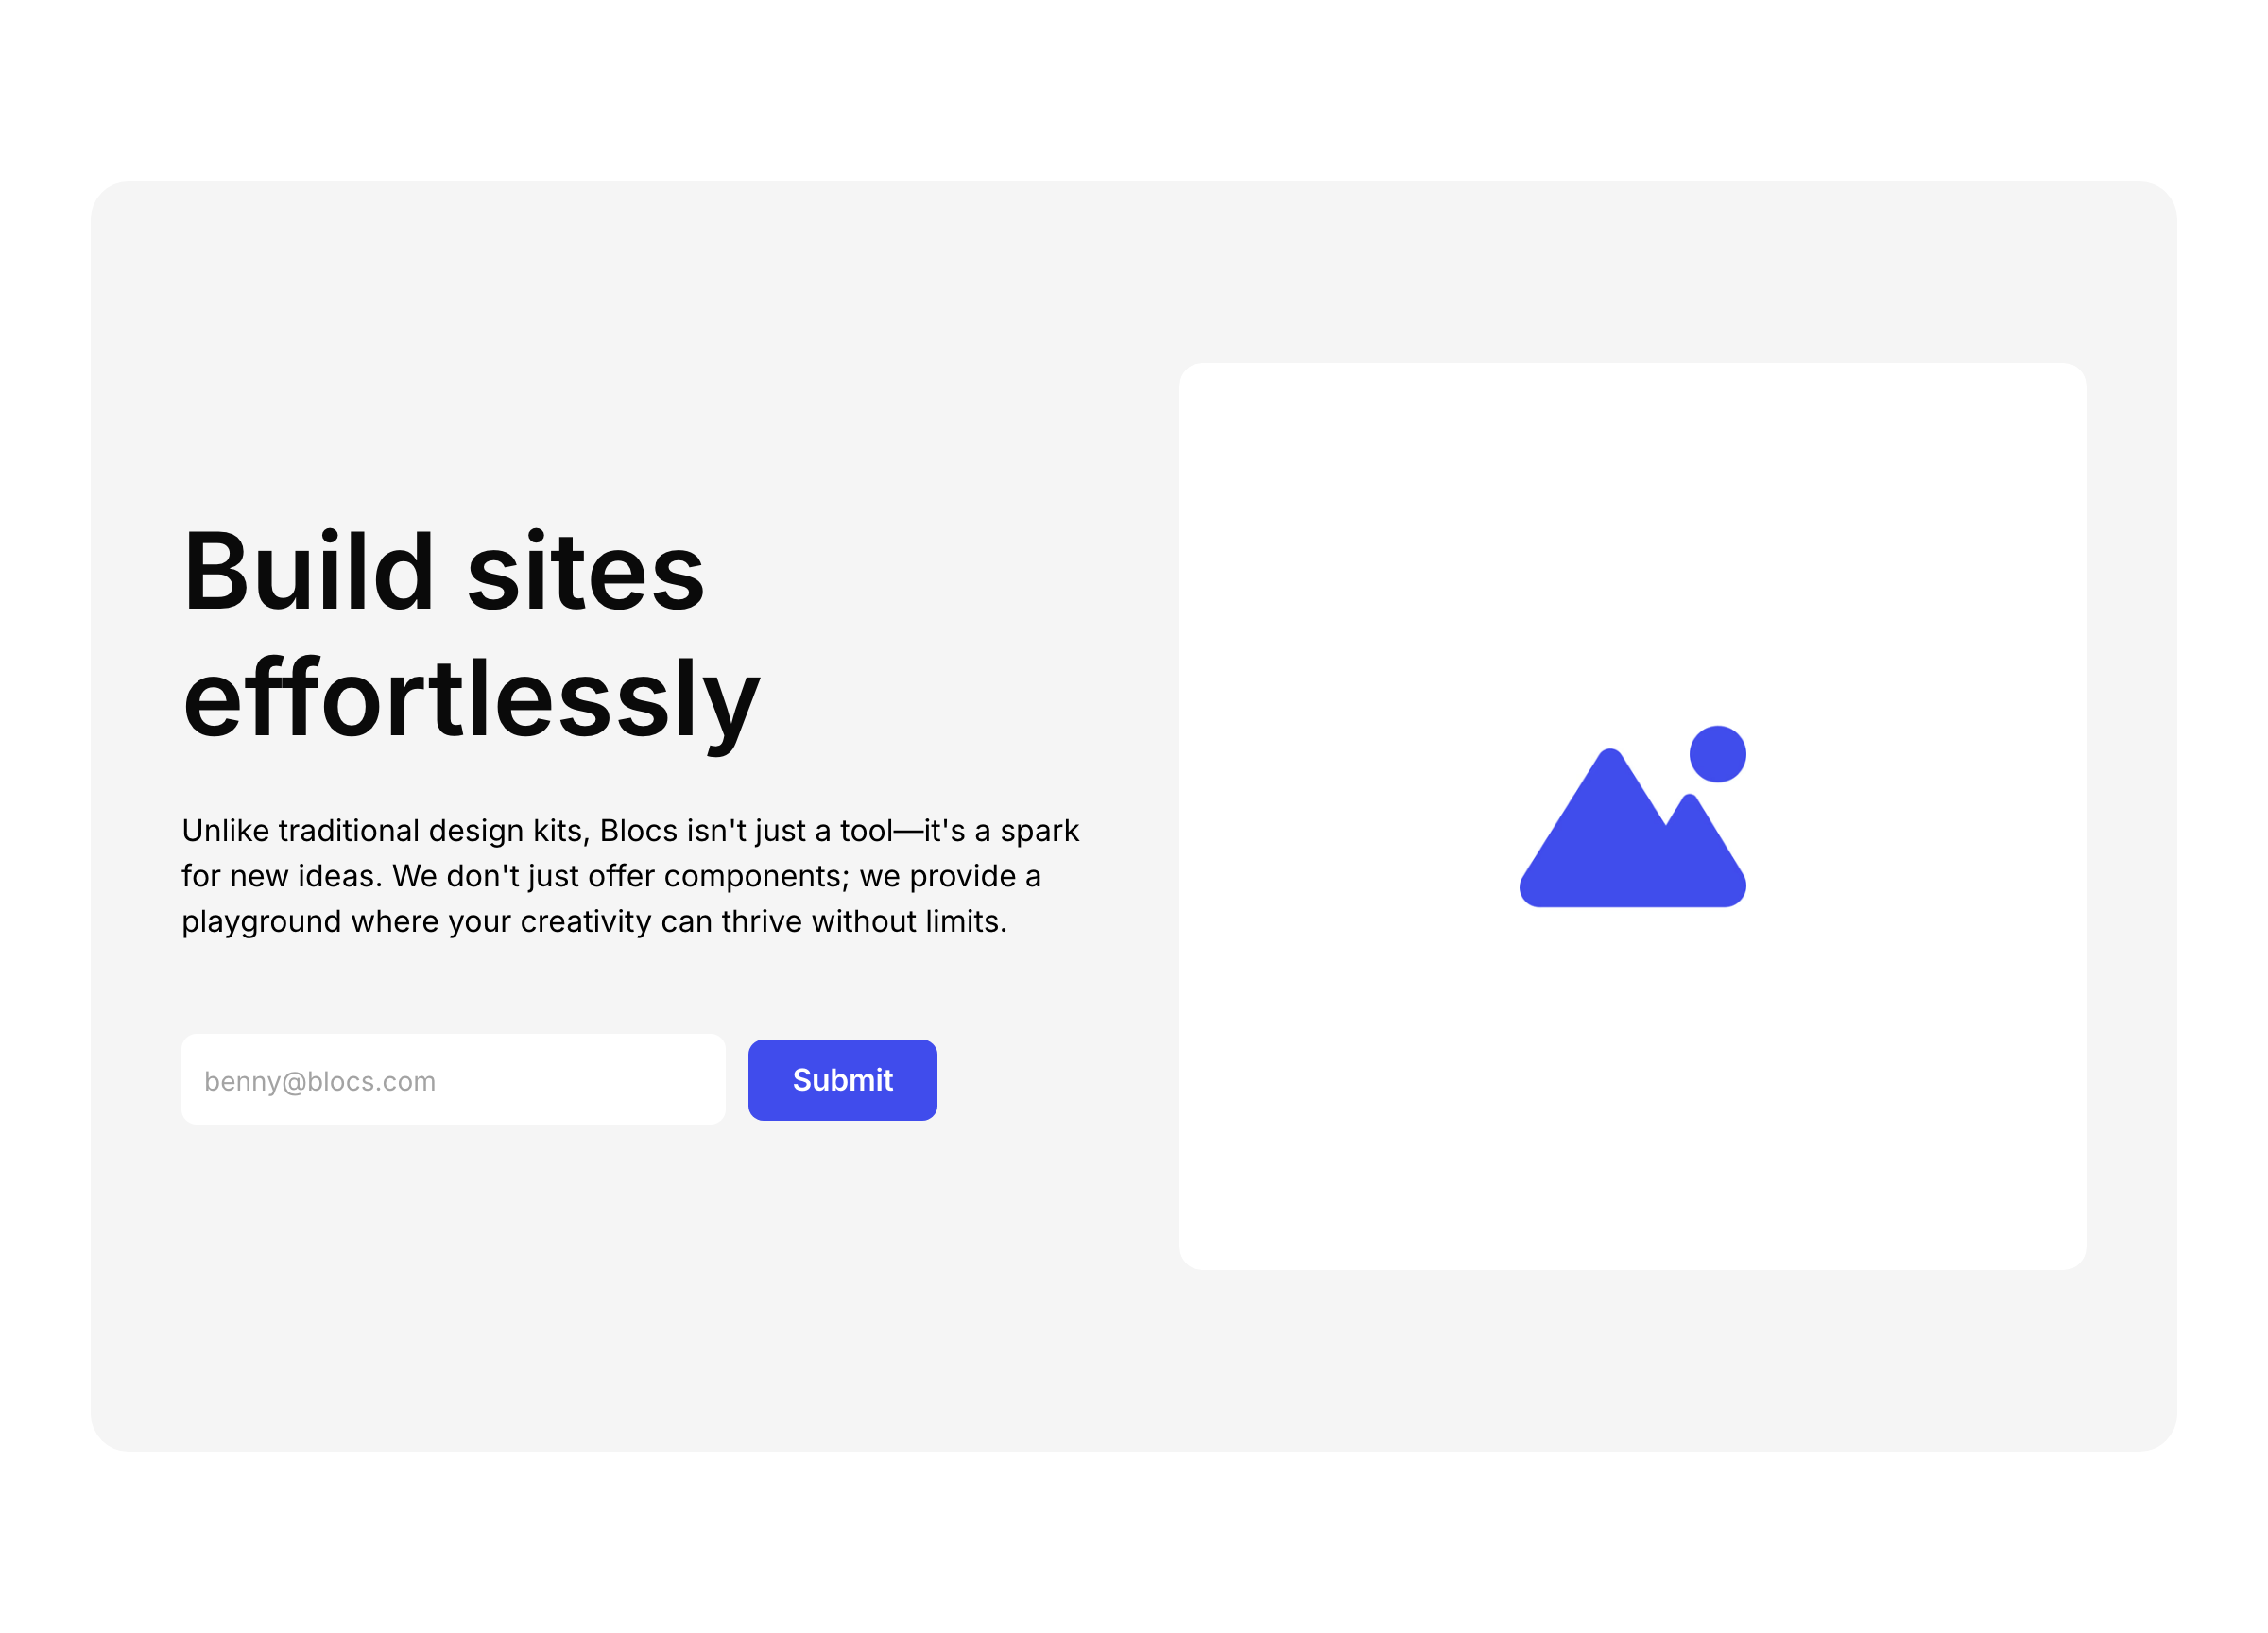 Build sites
effortlessly
Unlike traditional design kits, Blocs isn't just a tool—it's a spark
for new ideas. We don't just offer components; we provide a
playground where your creativity can thrive without limits.
benny@blocs.com
Submit